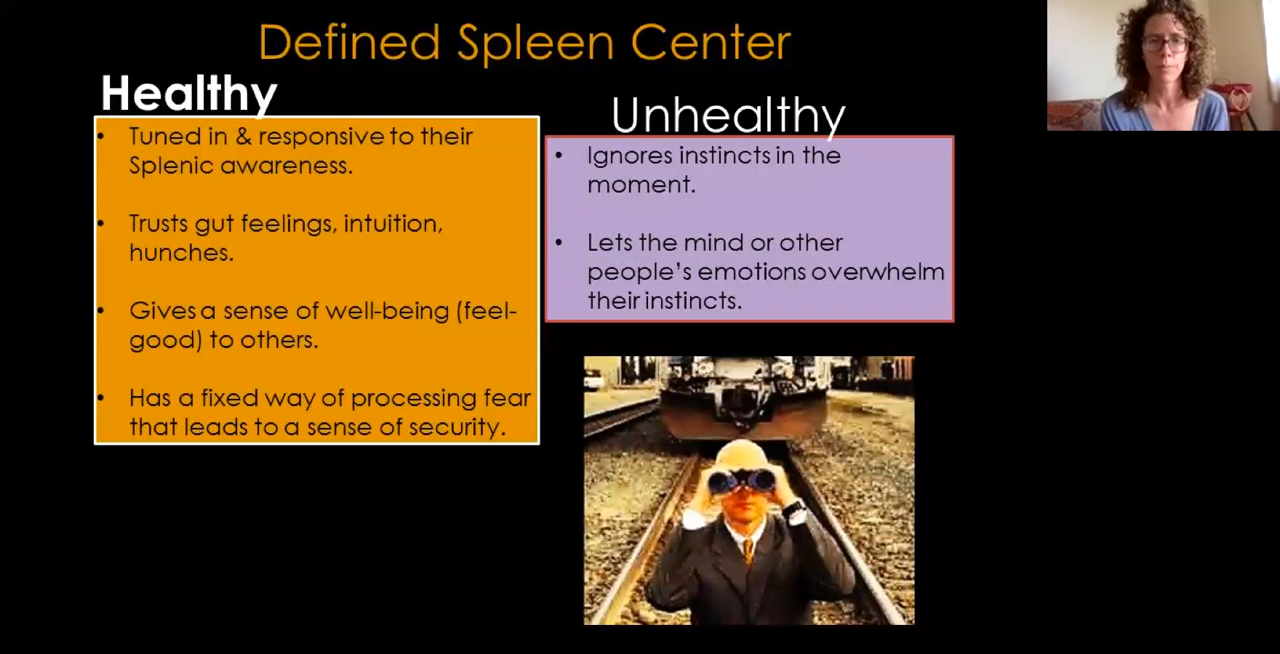 Defined Spleen Center
Healthy
• Tuned in & responsive to their
Splenic awareness.
• Trusts gut feelings, intuition,
hunches.
• Gives a sense of well-being (feel-
good) to others.
• Has a fixed way of processing fear
that leads to a sense of security.
Unhealthy
• Ignores instincts in the
moment.
• Lets the mind or other
people’s emotions overwhelm
their instincts.